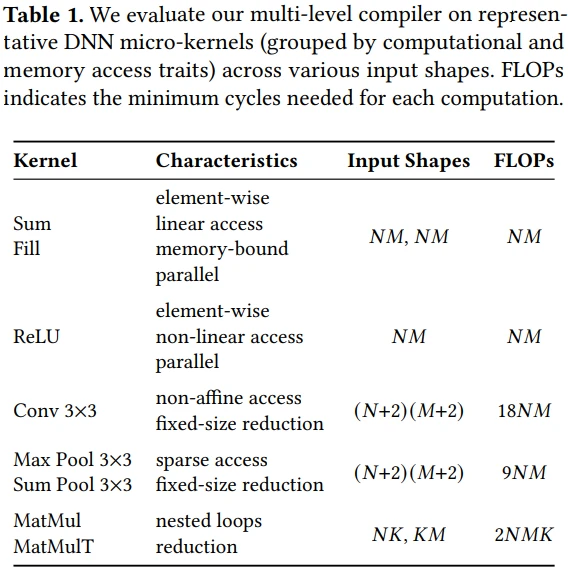 Table 1. We evaluate our multi-level compiler on represen-
tative DNN micro-kernels (grouped by computational and
memory access traits) across various input shapes. FLOPs
indicates the minimum cycles needed for each computation.
Kernel Characteristics Input Shapes FLOPs
Sum
Fill
element-wise
linear access
memory-bound
parallel
NM, NM
NM
ReLU
element-wise
non-linear access
parallel
NM
NM
Conv 3×3
non-affine access
fixed-size reduction
(N+2)(M+2)
18NM
Max Pool 3×3
Sum Pool 3×3
sparse access
fixed-size reduction
(N+2)(M+2)
9NM
MatMul
MatMulT
nested loops
reduction
NK, KM
2NMK